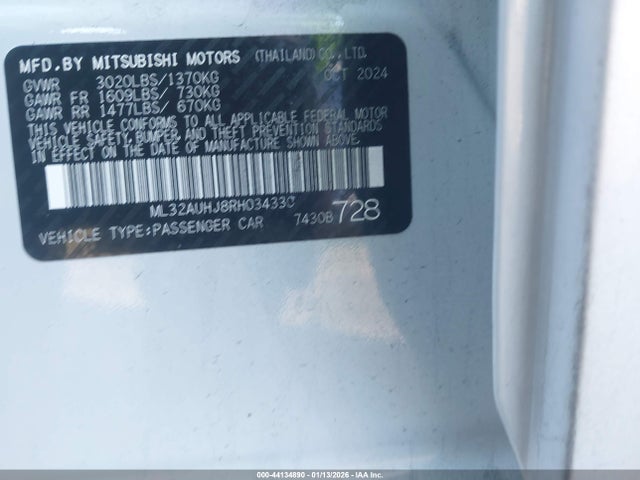 MFD.BY MITSUBISHI MOTORS (THAILAND) CO., LTD.
GVWR 3020LBS/1370KG OCT 2024
GAWR FR 1609LBS/ 730KG
GAWR RR 1477LBS/ 670KG
THIS VEHICLE CONFORMS TO ALL APPLICABLE FEDERAL MOTOR
VEHICLE SAFETY, BUMPER, AND THEFT PREVENTION STANDARDS
IN EFFECT ON THE DATE OF MANUFACTURE SHOWN ABOVE.
ML32AUHJ8RH034330
VEHICLE TYPE:PASSENGER CAR 7430B 728
000-44134890 - 01/13/2026 - IAA Inc.